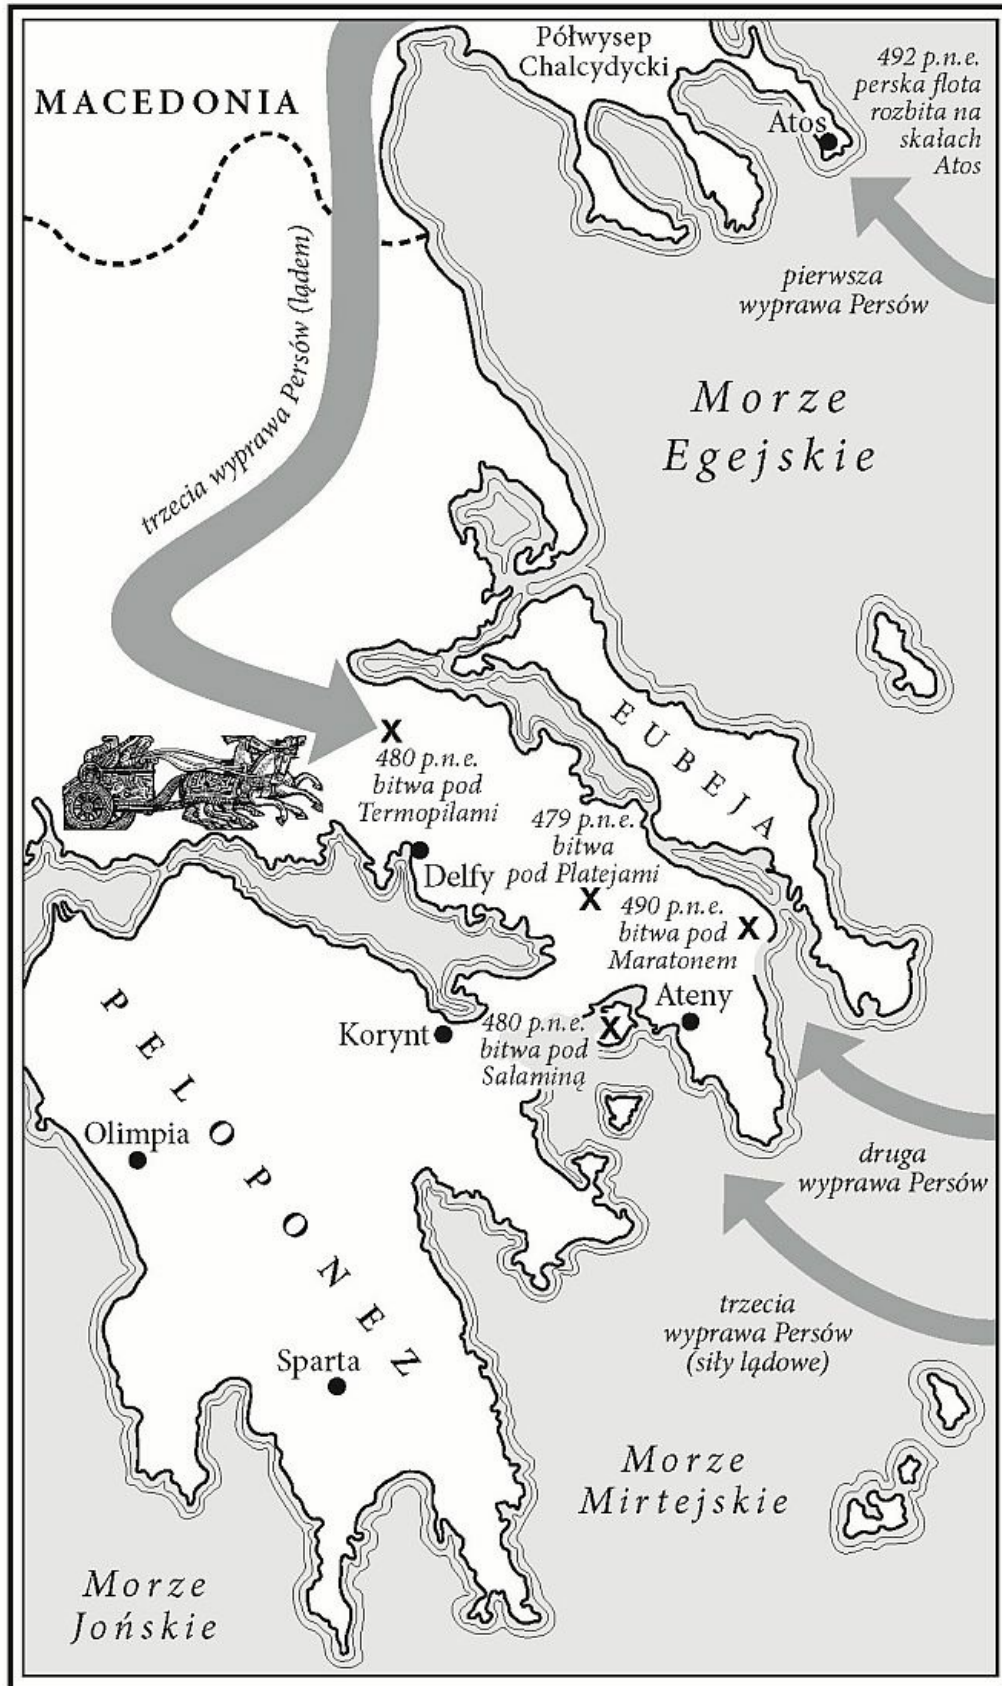 Półwysep
Chalcydycki
492 p.n.e.
perska flota
rozbita na
skałach
Atos
MACEDONIA
Atos
pierwsza
wyprawa Persów
trzecia wyprawa Persów (lądem)
Morze
Egejskie
EUBEJA
480 p.n.e.
bitwa pod
Termopilami
479 p.n.e.
bitwa
pod Platejami
Delfy
490 p.n.e.
bitwa pod
Maratonem
Ateny
Korynt
480 p.n.e.
bitwa pod
Salaminą
PELOPONEZ
Olimpia
druga
wyprawa Persów
trzecia
wyprawa Persów
(siły lądowe)
Sparta
Morze
Mirtejskie
Morze
Jońskie